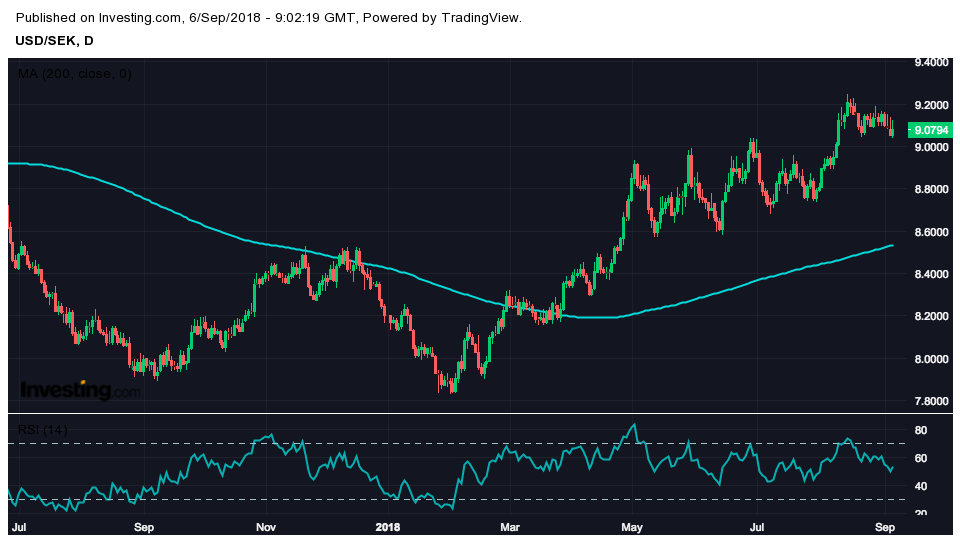 Published on Investing.com, 6/Sep/2018 - 9:02:19 GMT, Powered by TradingView.
USD/SEK, D
MA (200, close, 0)
9.4000
9.2000
9.0794
9.0000
8.8000
8.6000
8.4000
8.2000
8.0000
7.8000
Investing.com
RSI (14)
80
60
40
20
Jul Sep Nov 2018 Mar May Jul Sep